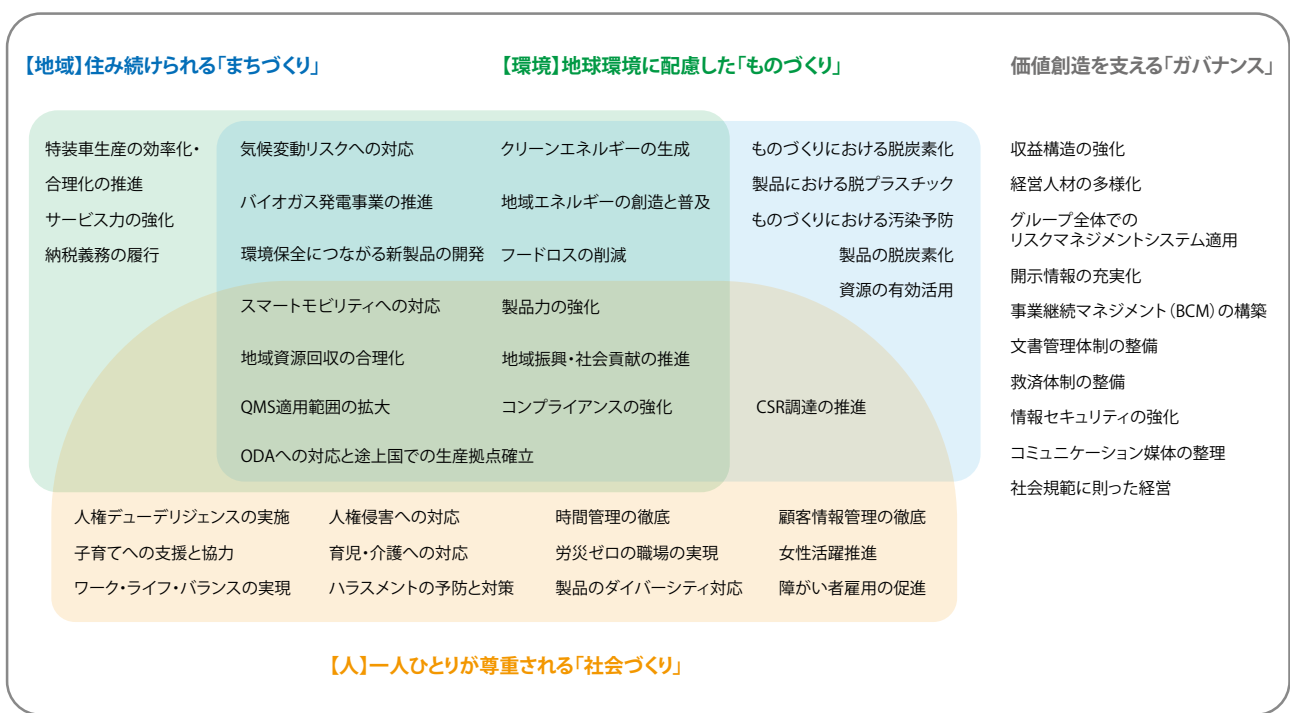 【地域】住み続けられる「まちづくり」
【環境】地球環境に配慮した「ものづくり」
価値創造を支える「ガバナンス」
特装車生産の効率化・
合理化の推進
サービス力の強化
納税義務の履行
気候変動リスクへの対応
バイオガス発電事業の推進
環境保全につながる新製品の開発
クリーンエネルギーの生成
地域エネルギーの創造と普及
フードロスの削減
スマートモビリティへの対応
地域資源回収の合理化
QMS適用範囲の拡大
ODAへの対応と途上国での生産拠点確立
製品力の強化
地域振興・社会貢献の推進
コンプライアンスの強化
ものづくりにおける脱炭素化
製品における脱プラスチック
ものづくりにおける汚染予防
製品の脱炭素化
資源の有効活用
CSR調達の推進
収益構造の強化
経営人材の多様化
グループ全体での
リスクマネジメントシステム適用
開示情報の充実化
事業継続マネジメント（BCM）の構築
文書管理体制の整備
救済体制の整備
情報セキュリティの強化
コミュニケーション媒体の整理
社会規範に則った経営
人権デューデリジェンスの実施
子育てへの支援と協力
ワーク・ライフ・バランスの実現
人権侵害への対応
育児・介護への対応
ハラスメントの予防と対策
時間管理の徹底
労災ゼロの職場の実現
製品のダイバーシティ対応
顧客情報管理の徹底
女性活躍推進
障がい者雇用の促進
【人】一人ひとりが尊重される「社会づくり」